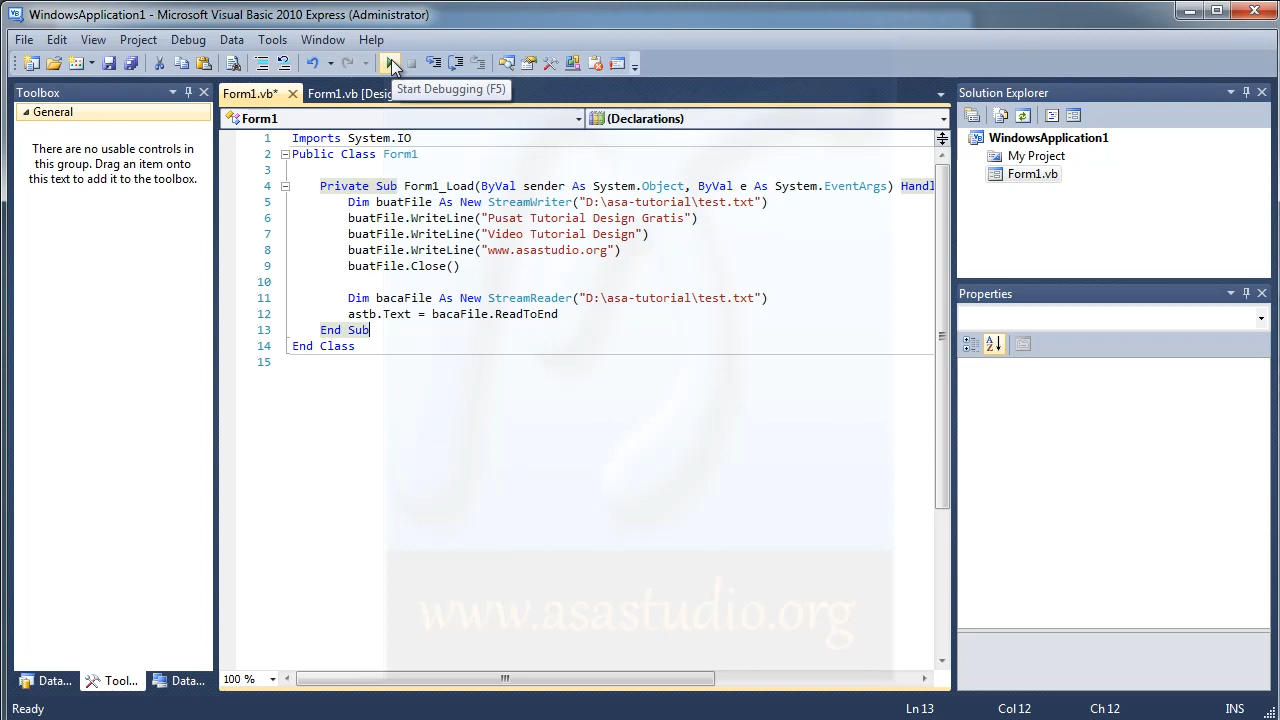 WindowsApplication1 - Microsoft Visual Basic 2010 Express (Administrator)
File Edit View Project Debug Data Tools Window Help
Start Debugging (F5)
Toolbox
General
There are no usable controls in
this group. Drag an item onto
this text to add it to the toolbox.
Form1.vb*
Form1.vb [Desi
Form1
(Declarations)
1 Imports System.IO
2 Public Class Form1
3
4 Private Sub Form1_Load(ByVal sender As System.Object, ByVal e As System.EventArgs) Handl
5 Dim buatFile As New StreamWriter("D:\asa-tutorial\test.txt")
6 buatFile.WriteLine("Pusat Tutorial Design Gratis")
7 buatFile.WriteLine("Video Tutorial Design")
8 buatFile.WriteLine("www.asastudio.org")
9 buatFile.Close()
10
11 Dim bacaFile As New StreamReader("D:\asa-tutorial\test.txt")
12 astb.Text = bacaFile.ReadToEnd
13 End Sub
14 End Class
15
www.asastudio.org
100 %
Solution Explorer
WindowsApplication1
My Project
Form1.vb
Properties
Data... Tool... Data...
Ready
Ln 13 Col 12 Ch 12 INS